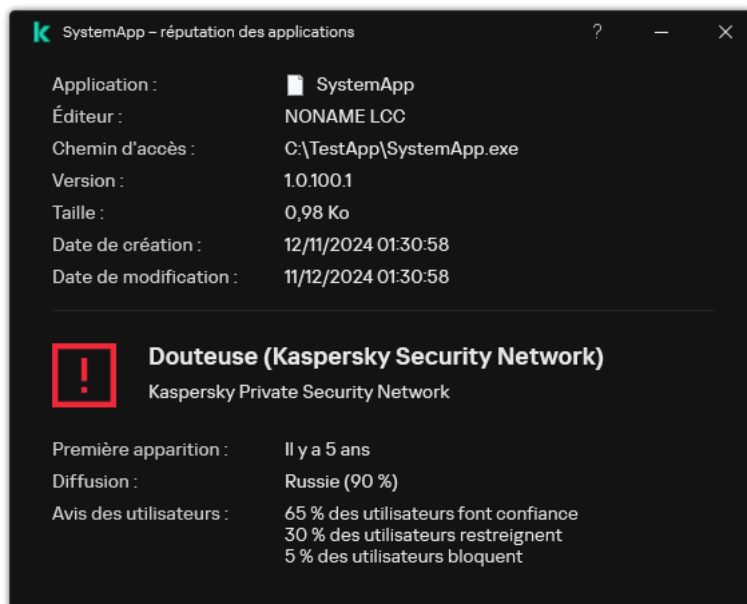 SystemApp – réputation des applications
Application : SystemApp
Éditeur : NONAME LCC
Chemin d'accès : C:\TestApp\SystemApp.exe
Version : 1.0.100.1
Taille : 0,98 Ko
Date de création : 12/11/2024 01:30:58
Date de modification : 11/12/2024 01:30:58
Douteuse (Kaspersky Security Network)
Kaspersky Private Security Network
Première apparition : Il y a 5 ans
Diffusion : Russie (90 %)
Avis des utilisateurs : 65 % des utilisateurs font confiance
30 % des utilisateurs restreignent
5 % des utilisateurs bloquent